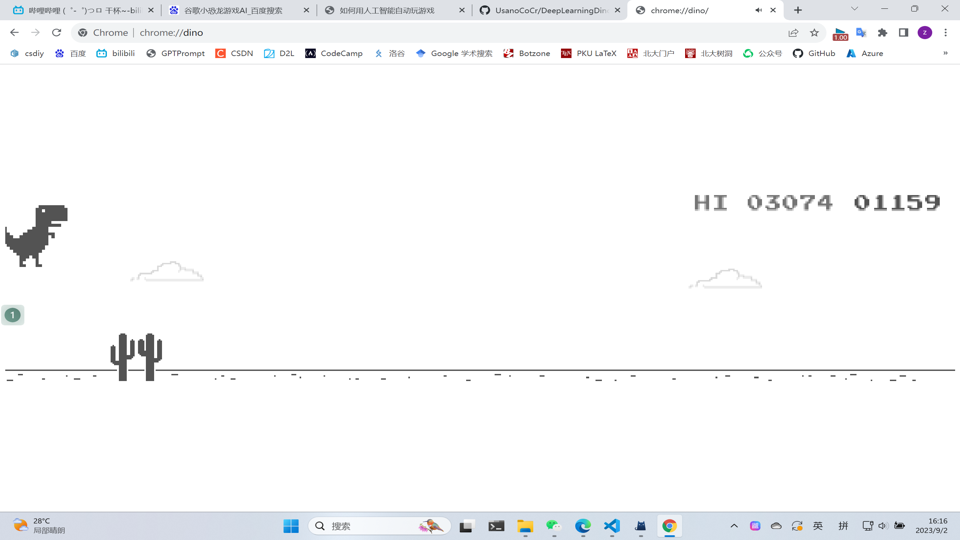 哔哩哔哩 (゜-゜)つロ 干杯~-bili
谷歌小恐龙游戏AI_百度搜索
如何用人工智能自动玩游戏
UsanoCoCr/DeepLearningDino
chrome://dino/
Chrome | chrome://dino
1.00
z
csdiy
百度
bilibili
GPTPrompt
CSDN
D2L
CodeCamp
洛谷
Google 学术搜索
Botzone
PKU LaTeX
北大门户
北大树洞
公众号
GitHub
Azure
»
HI 03074 01159
1
28°C
局部晴朗
搜索
英
拼
16:16
2023/9/2